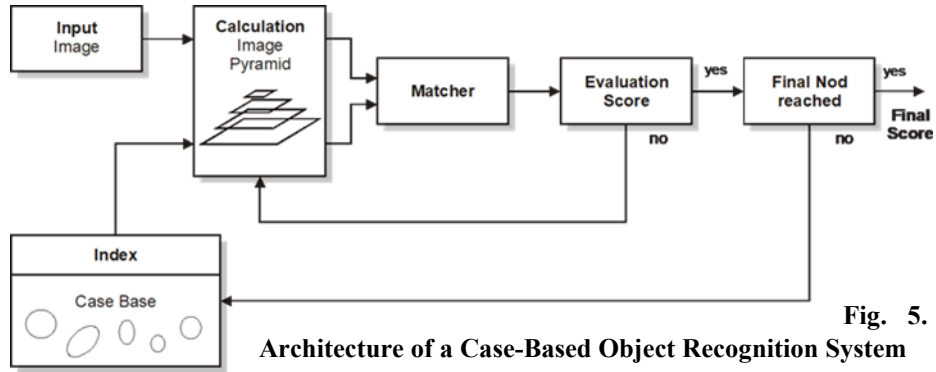 Input
Image
Calculation
Image
Pyramid
Matcher
Evaluation
Score
yes
no
Final Nod
reached
yes
no
Final
Score
Index
Case Base
Fig. 5.
Architecture of a Case-Based Object Recognition System